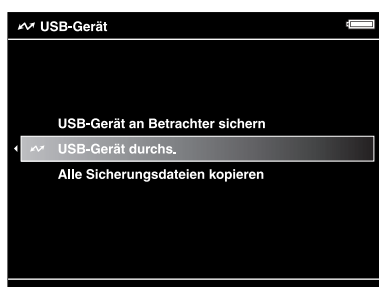 USB-Gerät
USB-Gerät an Betrachter sichern
USB-Gerät durchs.
Alle Sicherungsdateien kopieren